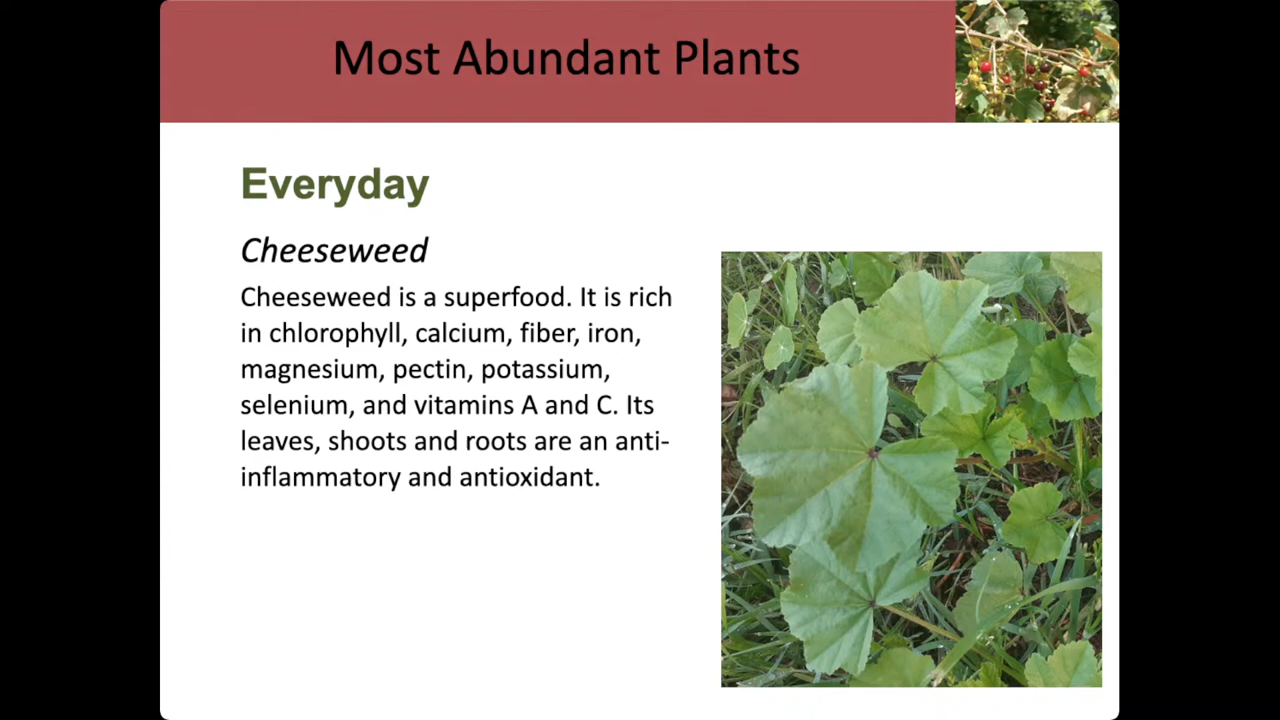 Most Abundant Plants
Everyday
Cheeseweed
Cheeseweed is a superfood. It is rich
in chlorophyll, calcium, fiber, iron,
magnesium, pectin, potassium,
selenium, and vitamins A and C. Its
leaves, shoots and roots are an anti-
inflammatory and antioxidant.